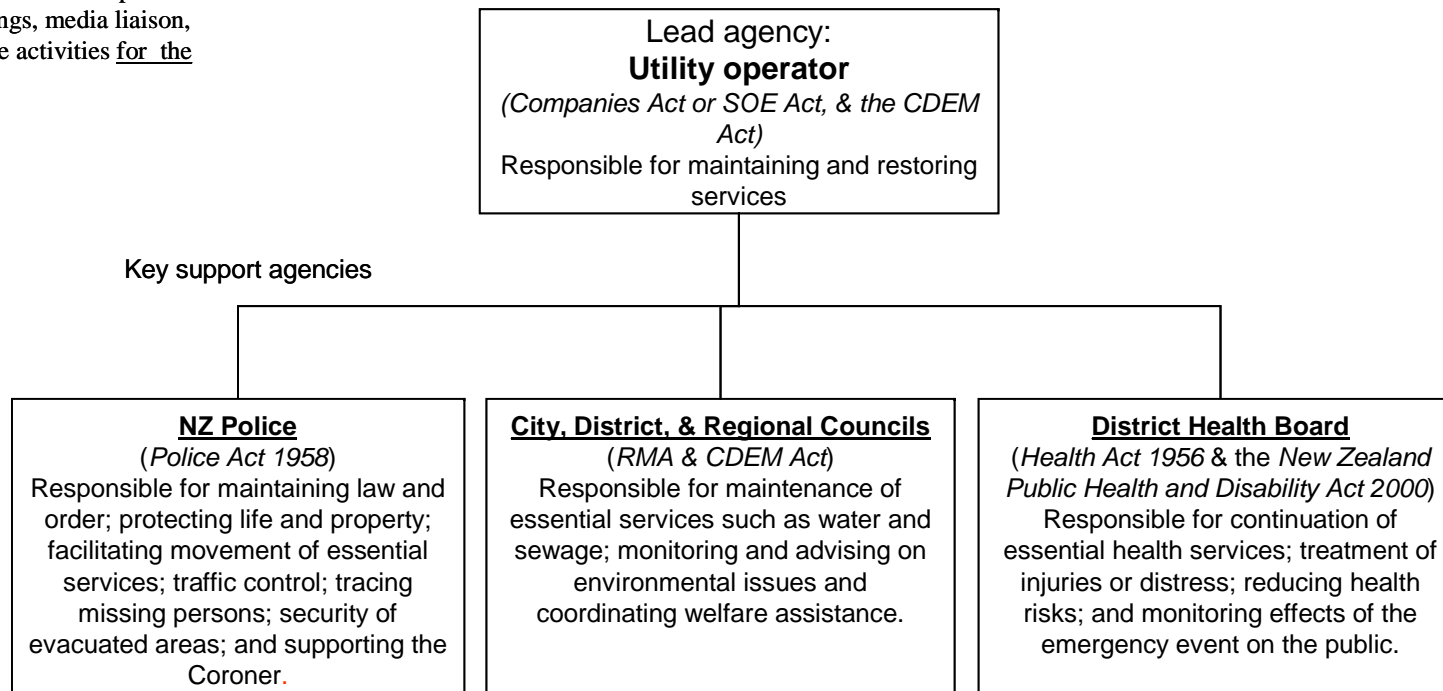 ngs, media liaison,
e activities for the
Lead agency:
Utility operator
(Companies Act or SOE Act, & the CDEM
Act)
Responsible for maintaining and restoring
services
Key support agencies
NZ Police
(Police Act 1958)
Responsible for maintaining law and
order; protecting life and property;
facilitating movement of essential
services; traffic control; tracing
missing persons; security of
evacuated areas; and supporting the
Coroner.
City, District, & Regional Councils
(RMA & CDEM Act)
Responsible for maintenance of
essential services such as water and
sewage; monitoring and advising on
environmental issues and
coordinating welfare assistance.
District Health Board
(Health Act 1956 & the New Zealand
Public Health and Disability Act 2000)
Responsible for continuation of
essential health services; treatment of
injuries or distress; reducing health
risks; and monitoring effects of the
emergency event on the public.